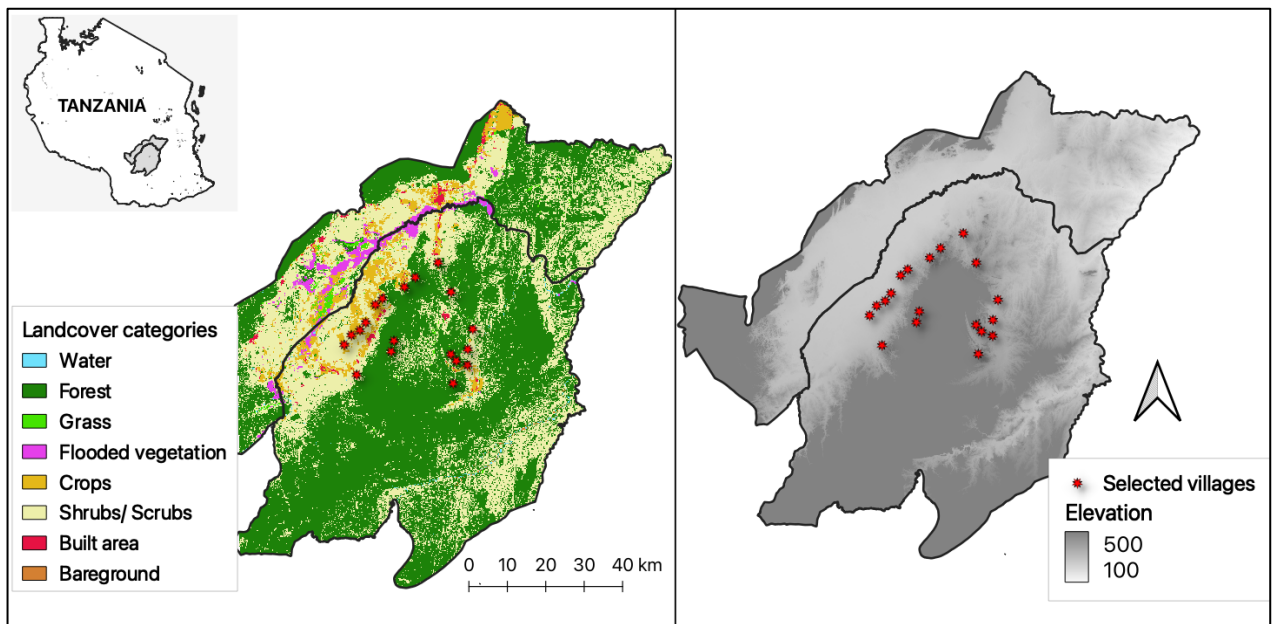 TANZANIA
Landcover categories
Water
Forest
Grass
Flooded vegetation
Crops
Shrubs/ Scrubs
Built area
Bareground
0 10 20 30 40 km
Selected villages
Elevation
500
100